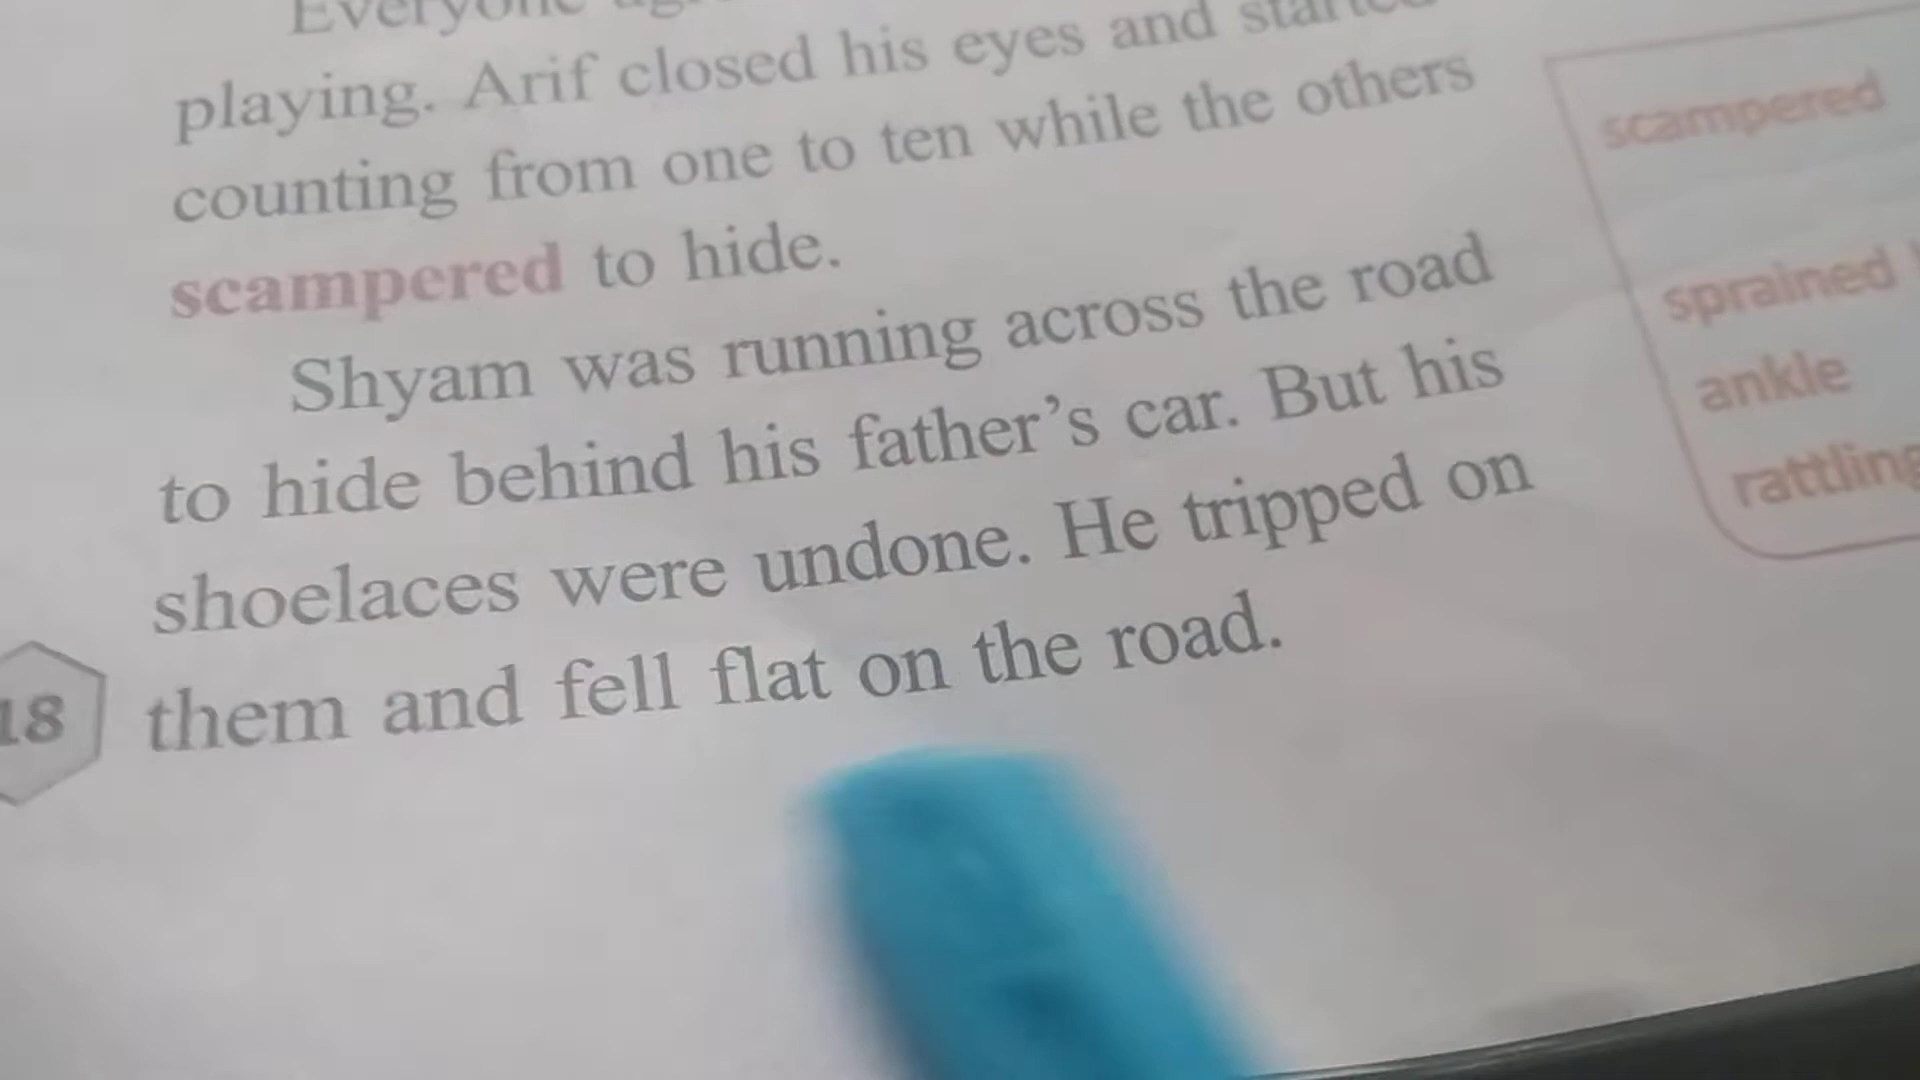 Everyone
playing. Arif closed his eyes and started
counting from one to ten while the others
scampered to hide.
Shyam was running across the road
to hide behind his father's car. But his
shoelaces were undone. He tripped on
them and fell flat on the road.
18
scampered
sprained
ankle
rattling